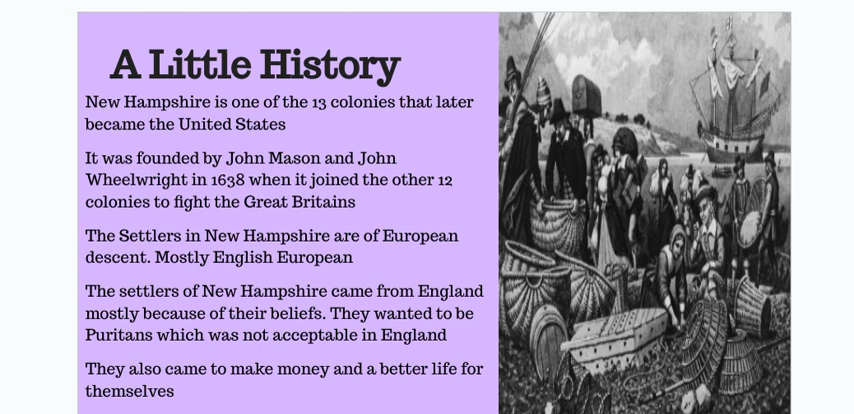 A Little History
New Hampshire is one of the 13 colonies that later
became the United States
It was founded by John Mason and John
Wheelwright in 1638 when it joined the other 12
colonies to fight the Great Britains
The Settlers in New Hampshire are of European
descent. Mostly English European
The settlers of New Hampshire came from England
mostly because of their beliefs. They wanted to be
Puritans which was not acceptable in England
They also came to make money and a better life for
themselves